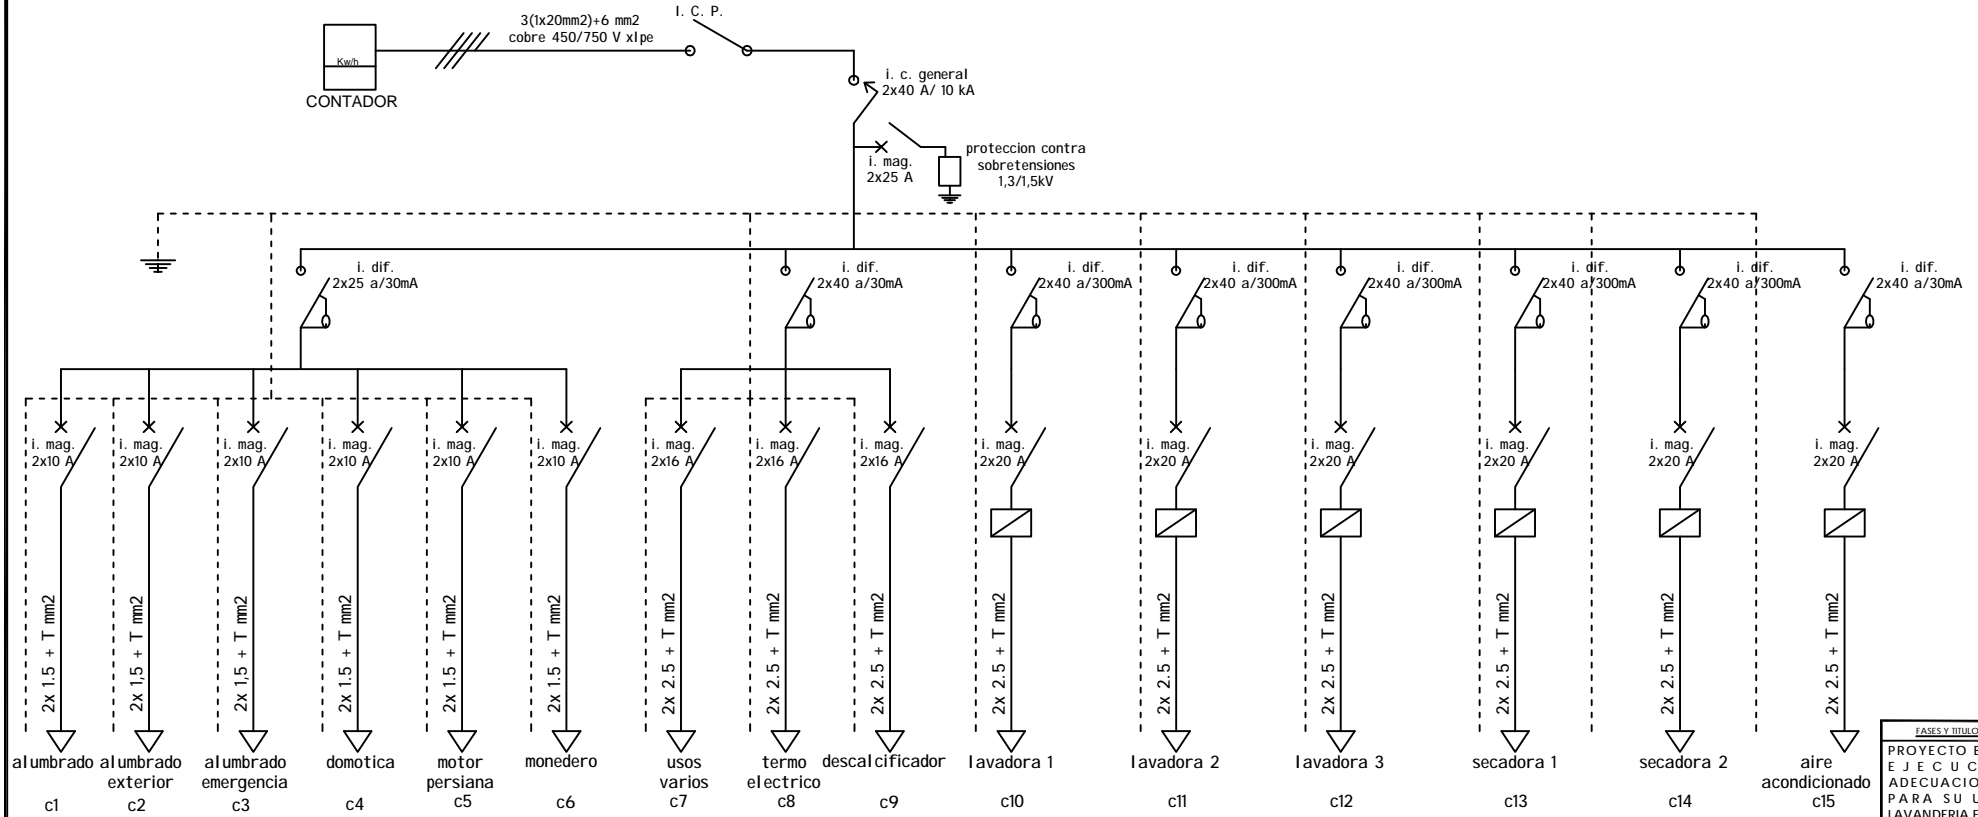 3(1x20mm2)+6 mm2
cobre 450/750 V xlpe
I. C. P.
Kw/h
CONTADOR
i. c. general
2x40 A/ 10 kA
i. mag.
2x25 A
proteccion contra
sobretensiones
1,3/1,5kV
i. dif.
2x25 a/30mA
i. dif.
2x40 a/30mA
i. dif.
2x40 a/300mA
i. dif.
2x40 a/300mA
i. dif.
2x40 a/300mA
i. dif.
2x40 a/300mA
i. dif.
2x40 a/300mA
i. dif.
2x40 a/30mA
i. mag.
2x10 A
i. mag.
2x10 A
i. mag.
2x10 A
i. mag.
2x10 A
i. mag.
2x10 A
i. mag.
2x10 A
i. mag.
2x16 A
i. mag.
2x16 A
i. mag.
2x16 A
i. mag.
2x20 A
i. mag.
2x20 A
i. mag.
2x20 A
i. mag.
2x20 A
i. mag.
2x20 A
i. mag.
2x20 A
2x 1.5 + T mm2
2x 1,5 + T mm2
2x 1,5 + T mm2
2x 1.5 + T mm2
2x 1.5 + T mm2
2x 1.5 + T mm2
2x 2.5 + T mm2
2x 2.5 + T mm2
2x 2.5 + T mm2
2x 2.5 + T mm2
2x 2.5 + T mm2
2x 2.5 + T mm2
2x 2.5 + T mm2
2x 2.5 + T mm2
2x 2.5 + T mm2
alumbrado
c1
alumbrado
exterior
c2
alumbrado
emergencia
c3
domotica
c4
motor
persiana
c5
monedero
c6
usos
varios
c7
termo
electrico
c8
descalcificador
c9
lavadora 1
c10
lavadora 2
c11
lavadora 3
c12
secadora 1
c13
secadora 2
c14
aire
acondicionado
c15
FASES Y TITULO
PROYECTO
EJECUC
ADECUACIO
PARA SU
LAVANDERIA